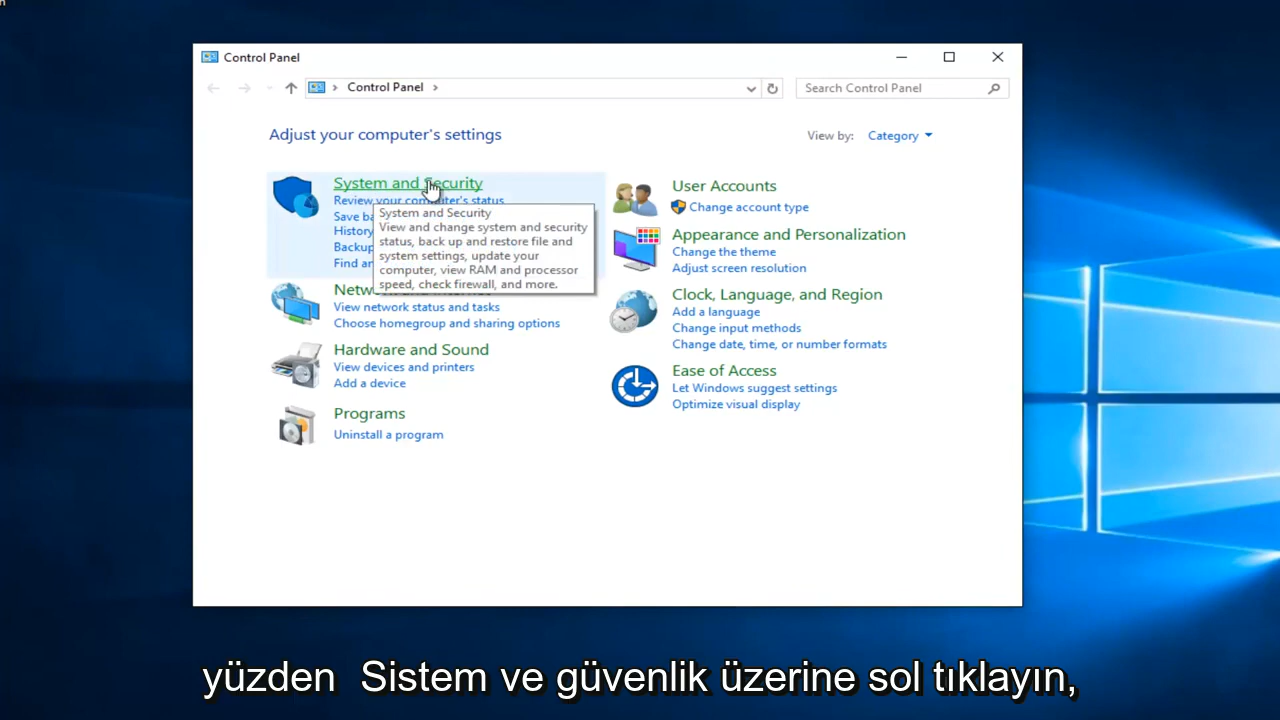 n
Control Panel
Control Panel
Search Control Panel
Adjust your computer's settings
View by: Category
System and Security
Review your computer's status
Save ba
History
Backup
Find an
System and Security
View and change system and security
status, back up and restore file and
system settings, update your
computer, view RAM and processor
speed, check firewall, and more.
View network status and tasks
Choose homegroup and sharing options
Hardware and Sound
View devices and printers
Add a device
Programs
Uninstall a program
User Accounts
Change account type
Appearance and Personalization
Change the theme
Adjust screen resolution
Clock, Language, and Region
Add a language
Change input methods
Change date, time, or number formats
Ease of Access
Let Windows suggest settings
Optimize visual display
yüzden Sistem ve güvenlik üzerine sol tıklayın,